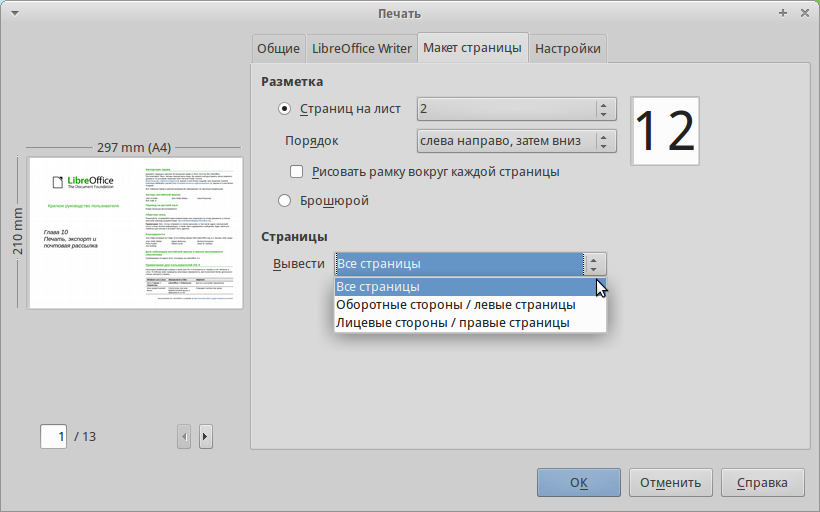 Печать
Общие
LibreOffice Writer
Макет страницы
Настройки
Разметка
Страниц на лист
2
12
Порядок
слева направо, затем вниз
297 mm (A4)
210 mm
Рисовать рамку вокруг каждой страницы
Брошюрой
LibreOffice
The Document Foundation
Краткое руководство пользователя
Глава 10
Печать, экспорт и
почтовая рассылка
Страницы
Вывести
Все страницы
Все страницы
Оборотные стороны / левые страницы
Лицевые стороны / правые страницы
1
/ 13
OK
Отменить
Справка